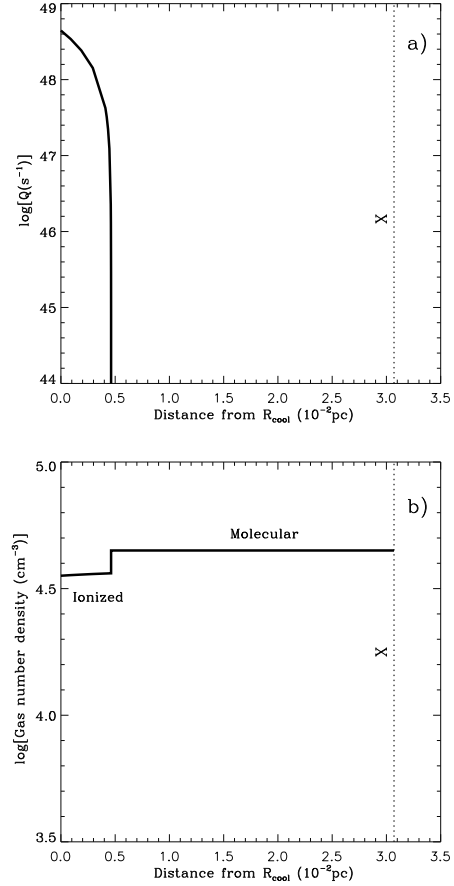 49
48
47
46
45
44
log[Q(s⁻¹)]
a)
X
0.0 0.5 1.0 1.5 2.0 2.5 3.0 3.5
Distance from R_cool (10⁻²pc)
5.0
4.5
4.0
3.5
log[Gas number density (cm⁻³)]
b)
Molecular
Ionized
X
0.0 0.5 1.0 1.5 2.0 2.5 3.0 3.5
Distance from R_cool (10⁻²pc)